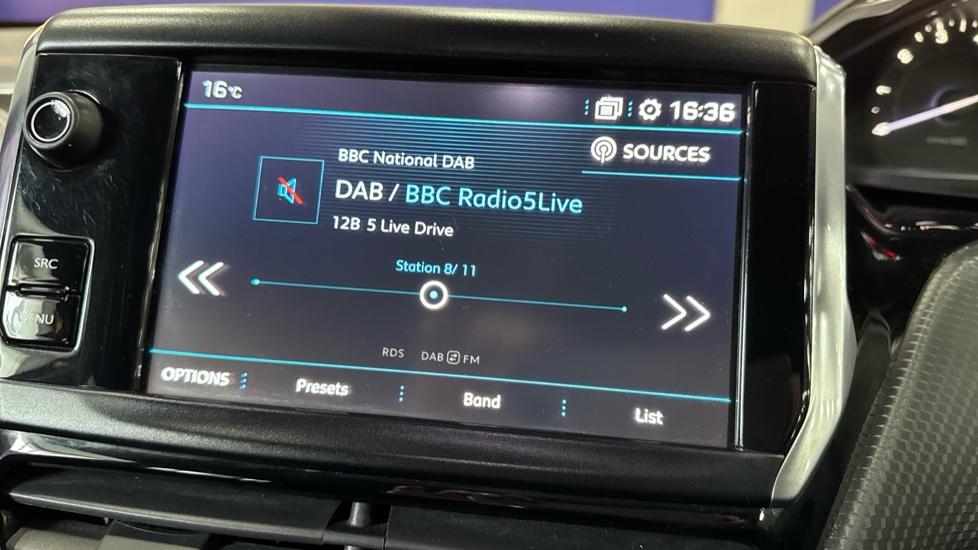 16°C
16:36
SOURCES
BBC National DAB
DAB / BBC Radio5Live
12B 5 Live Drive
SRC
Station 8/11
MENU
RDS DAB FM
OPTIONS Presets Band List